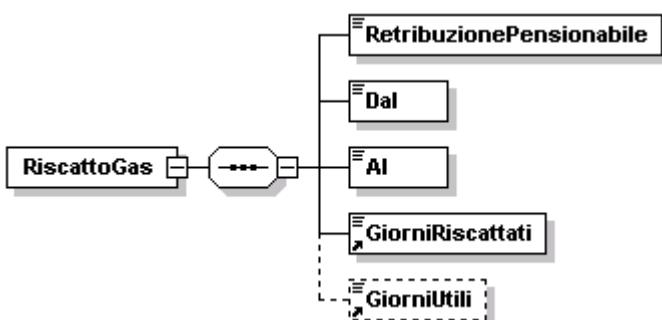 RetribuzionePensionabile
Dal
RiscattoGas
Al
GiorniRiscattati
GiorniUtili